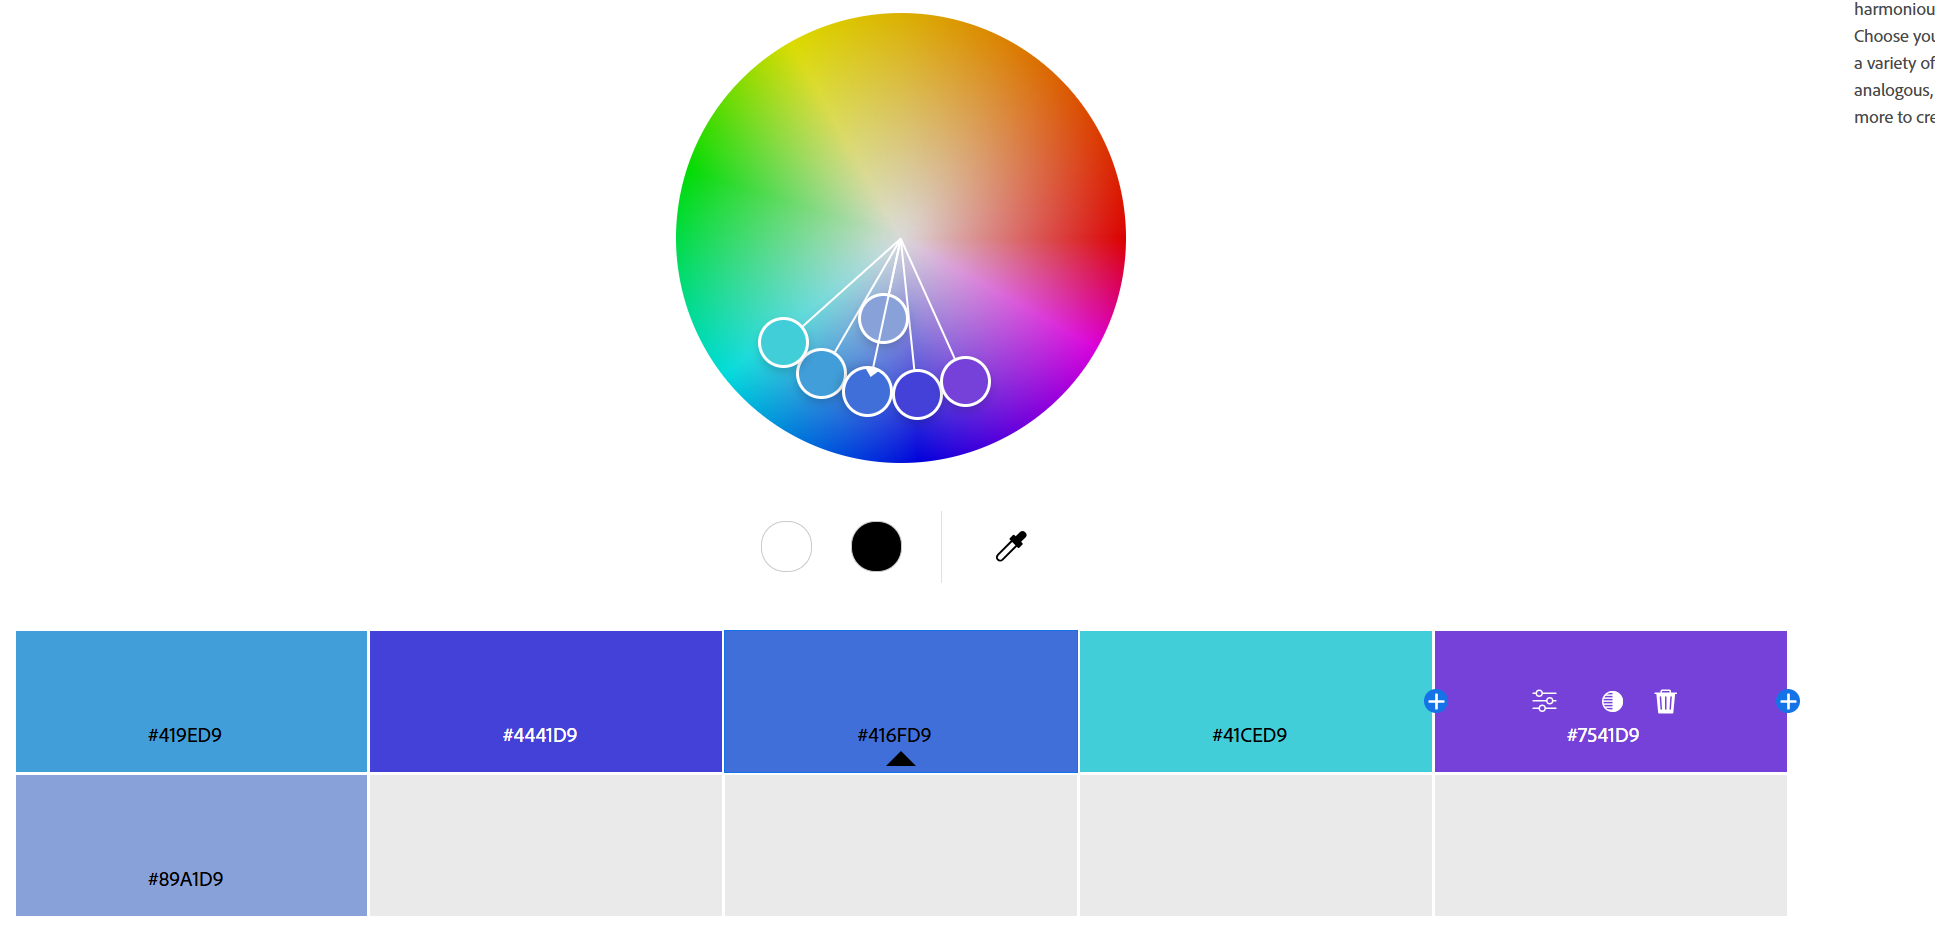 harmoniou
Choose you
a variety of
analogous,
more to cre
#419ED9
#4441D9
#416FD9
#41CED9
#7541D9
#89A1D9